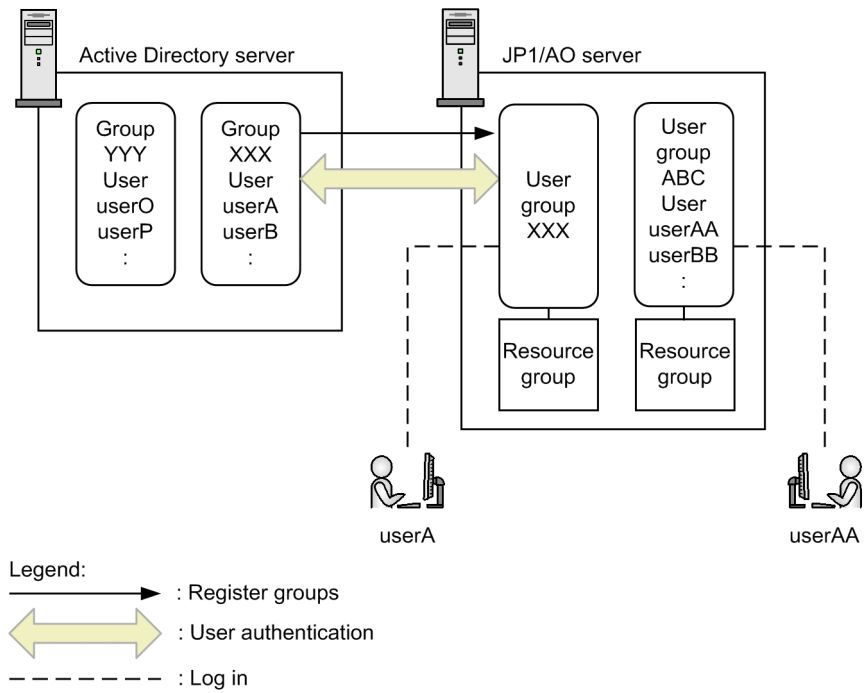 Active Directory server
JP1/AO server
Group
YYY
User
userO
userP
:
Group
XXX
User
userA
userB
:
User
group
XXX
User
group
ABC
User
userAA
userBB
:
Resource
group
Resource
group
userA
userAA
Legend:
: Register groups
: User authentication
: Log in